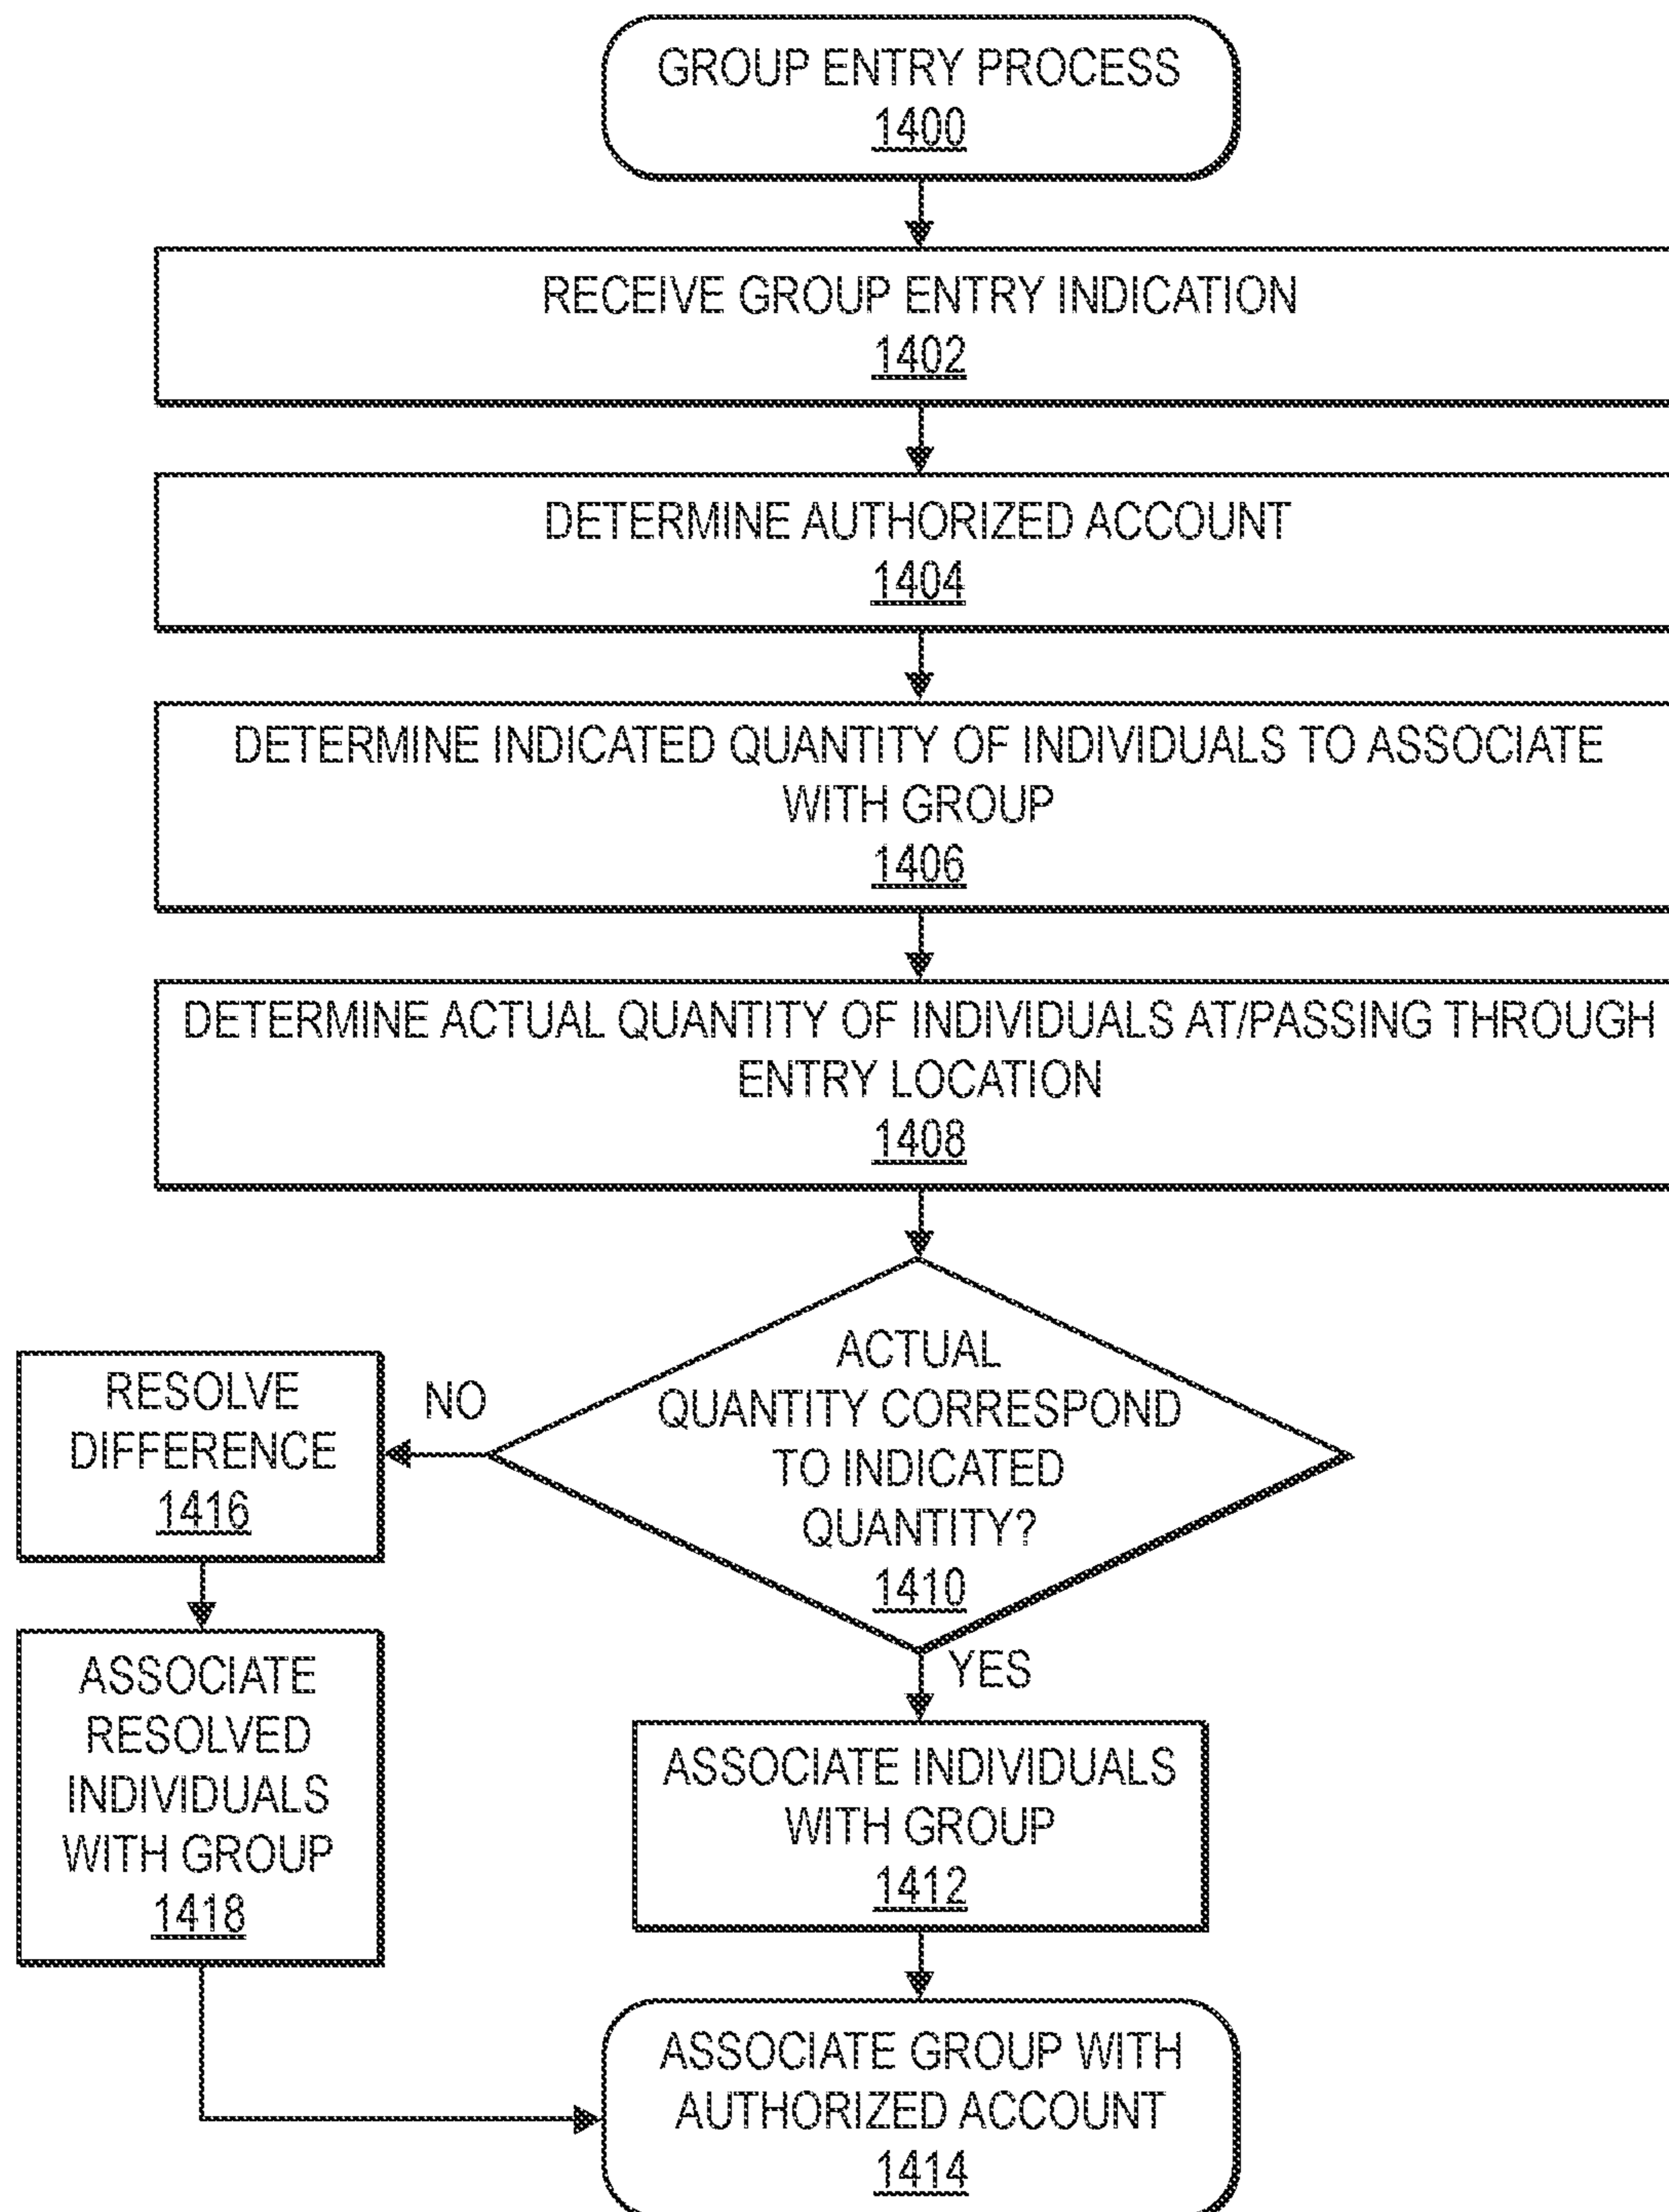 GROUP ENTRY PROCESS
1400
RECEIVE GROUP ENTRY INDICATION
1402
DETERMINE AUTHORIZED ACCOUNT
1404
DETERMINE INDICATED QUANTITY OF INDIVIDUALS TO ASSOCIATE
WITH GROUP
1406
DETERMINE ACTUAL QUANTITY OF INDIVIDUALS AT/PASSING THROUGH
ENTRY LOCATION
1408
ACTUAL
QUANTITY CORRESPOND
TO INDICATED
QUANTITY?
1410
NO
RESOLVE
DIFFERENCE
1416
YES
ASSOCIATE
RESOLVED
INDIVIDUALS
WITH GROUP
1418
ASSOCIATE INDIVIDUALS
WITH GROUP
1412
ASSOCIATE GROUP WITH
AUTHORIZED ACCOUNT
1414